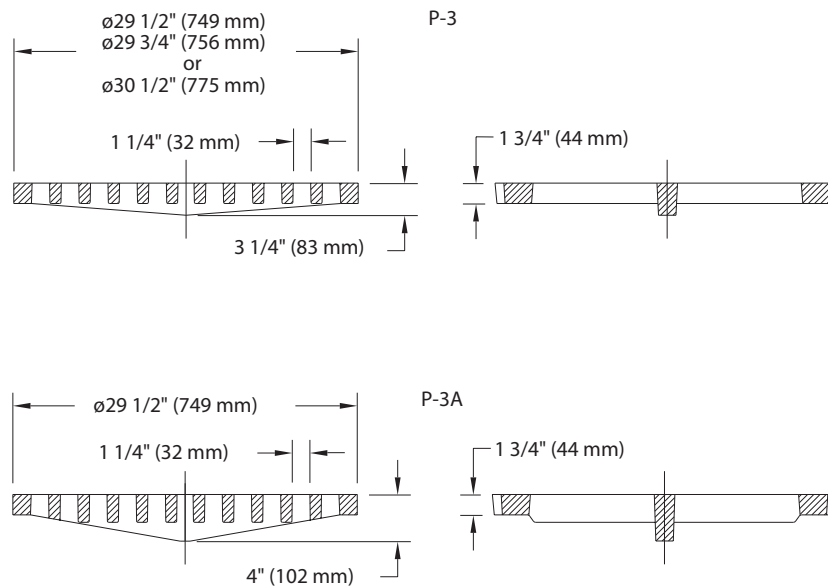 ø29 1/2" (749 mm)
ø29 3/4" (756 mm)
or
ø30 1/2" (775 mm)
P-3
1 1/4" (32 mm)
1 3/4" (44 mm)
3 1/4" (83 mm)
ø29 1/2" (749 mm)
P-3A
1 1/4" (32 mm)
1 3/4" (44 mm)
4" (102 mm)